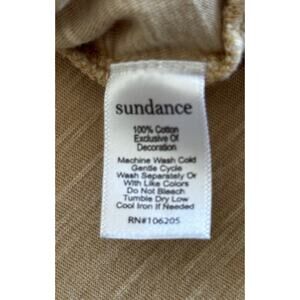 sundance
100% Cotton
Exclusive Of
Decoration
Machine Wash Cold
Gentle Cycle
Wash Separately Or
With Like Colors
Do Not Bleach
Tumble Dry Low
Cool Iron If Needed
RN#106205